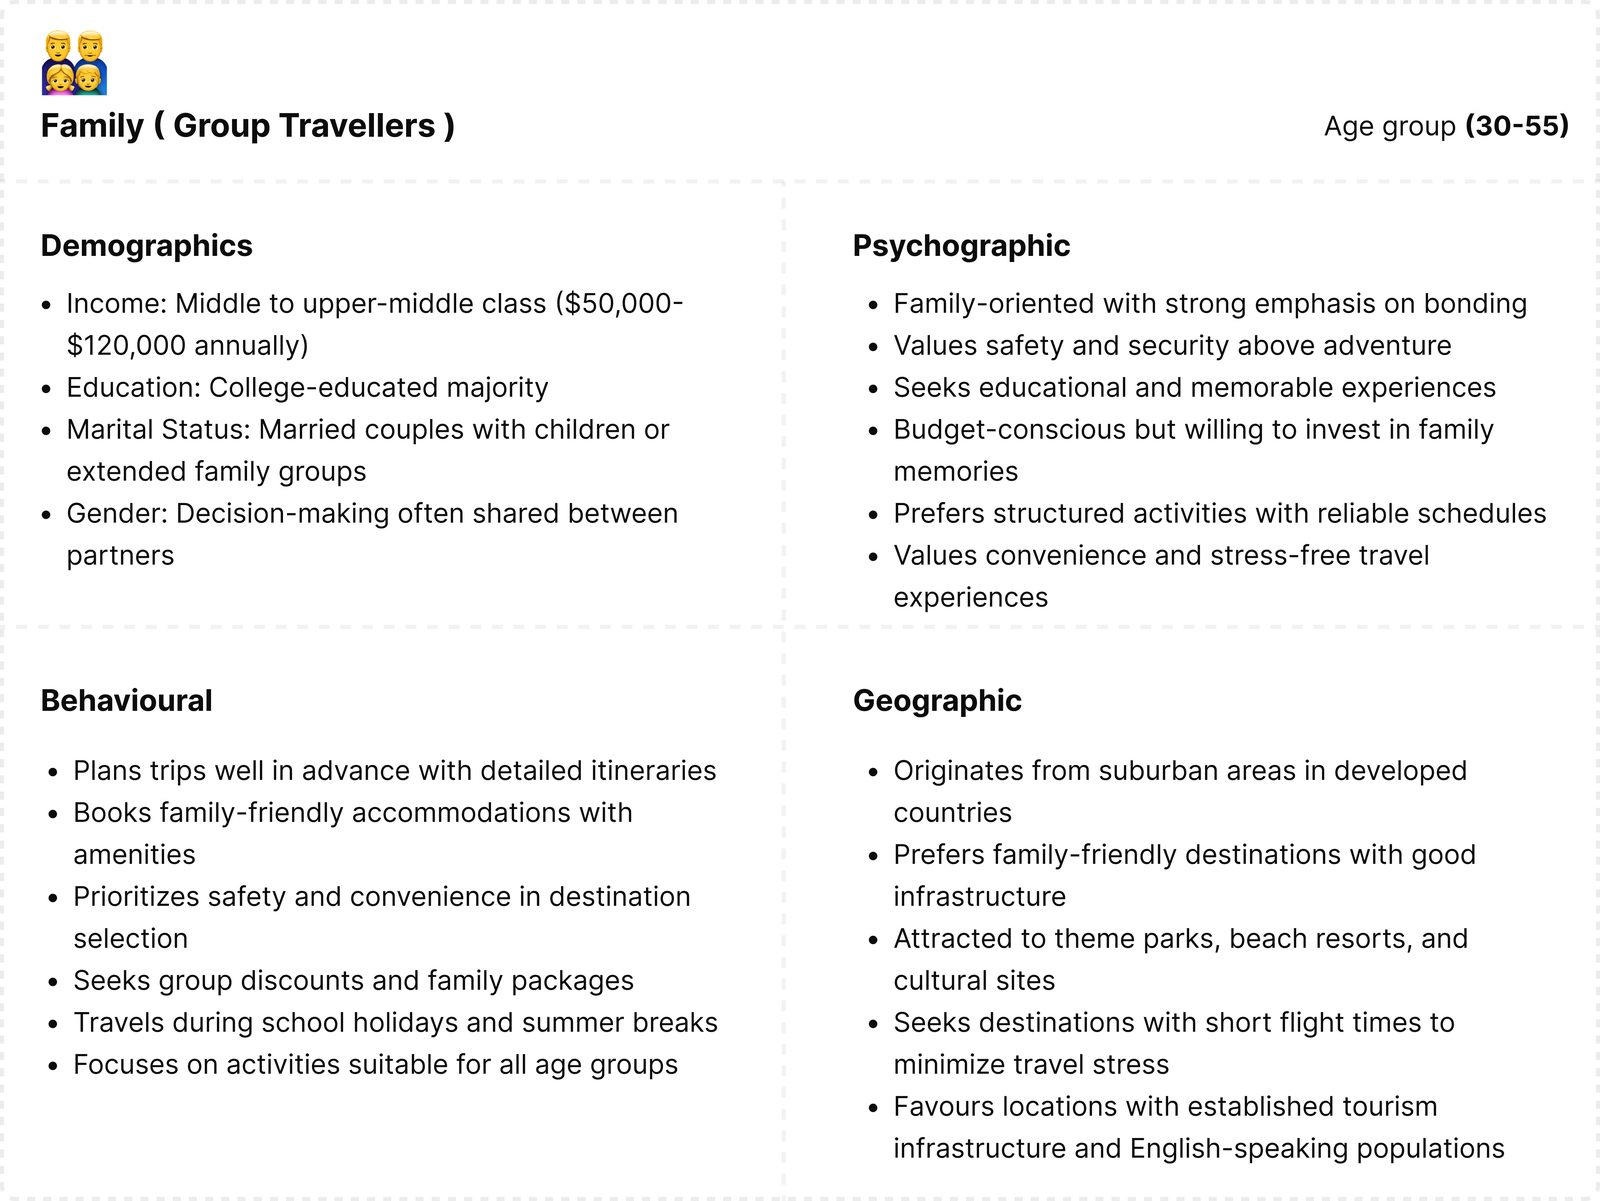 Family ( Group Travellers )
Age group (30-55)
Demographics
• Income: Middle to upper-middle class ($50,000-
$120,000 annually)
• Education: College-educated majority
• Marital Status: Married couples with children or
extended family groups
• Gender: Decision-making often shared between
partners
Psychographic
• Family-oriented with strong emphasis on bonding
• Values safety and security above adventure
• Seeks educational and memorable experiences
• Budget-conscious but willing to invest in family
memories
• Prefers structured activities with reliable schedules
• Values convenience and stress-free travel
experiences
Behavioural
• Plans trips well in advance with detailed itineraries
• Books family-friendly accommodations with
amenities
• Prioritizes safety and convenience in destination
selection
• Seeks group discounts and family packages
• Travels during school holidays and summer breaks
• Focuses on activities suitable for all age groups
Geographic
• Originates from suburban areas in developed
countries
• Prefers family-friendly destinations with good
infrastructure
• Attracted to theme parks, beach resorts, and
cultural sites
• Seeks destinations with short flight times to
minimize travel stress
• Favours locations with established tourism
infrastructure and English-speaking populations